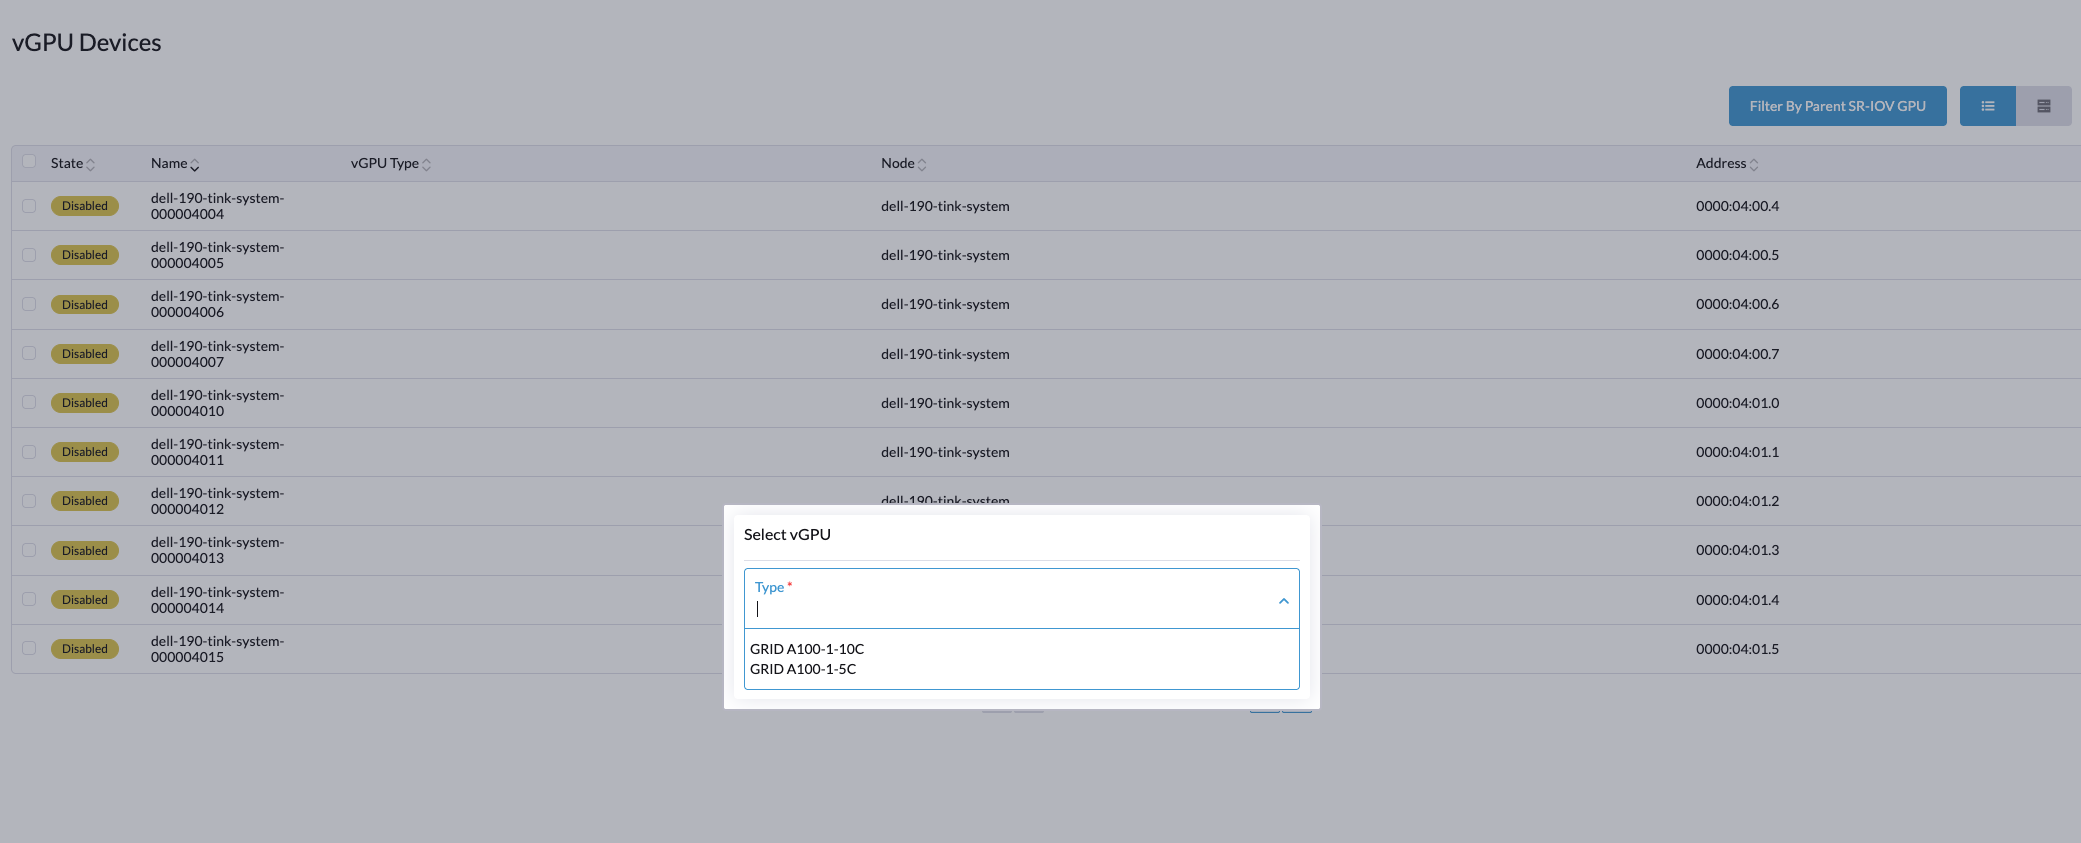 vGPU Devices
Filter By Parent SR-IOV GPU
State Name vGPU Type Node Address
Disabled dell-190-tink-system-000004004 dell-190-tink-system 0000:04:00.4
Disabled dell-190-tink-system-000004005 dell-190-tink-system 0000:04:00.5
Disabled dell-190-tink-system-000004006 dell-190-tink-system 0000:04:00.6
Disabled dell-190-tink-system-000004007 dell-190-tink-system 0000:04:00.7
Disabled dell-190-tink-system-000004010 dell-190-tink-system 0000:04:01.0
Disabled dell-190-tink-system-000004011 dell-190-tink-system 0000:04:01.1
Disabled dell-190-tink-system-000004012 dell-190-tink-system 0000:04:01.2
Disabled dell-190-tink-system-000004013 0000:04:01.3
Disabled dell-190-tink-system-000004014 0000:04:01.4
Disabled dell-190-tink-system-000004015 0000:04:01.5
Select vGPU
Type *
GRID A100-1-10C
GRID A100-1-5C